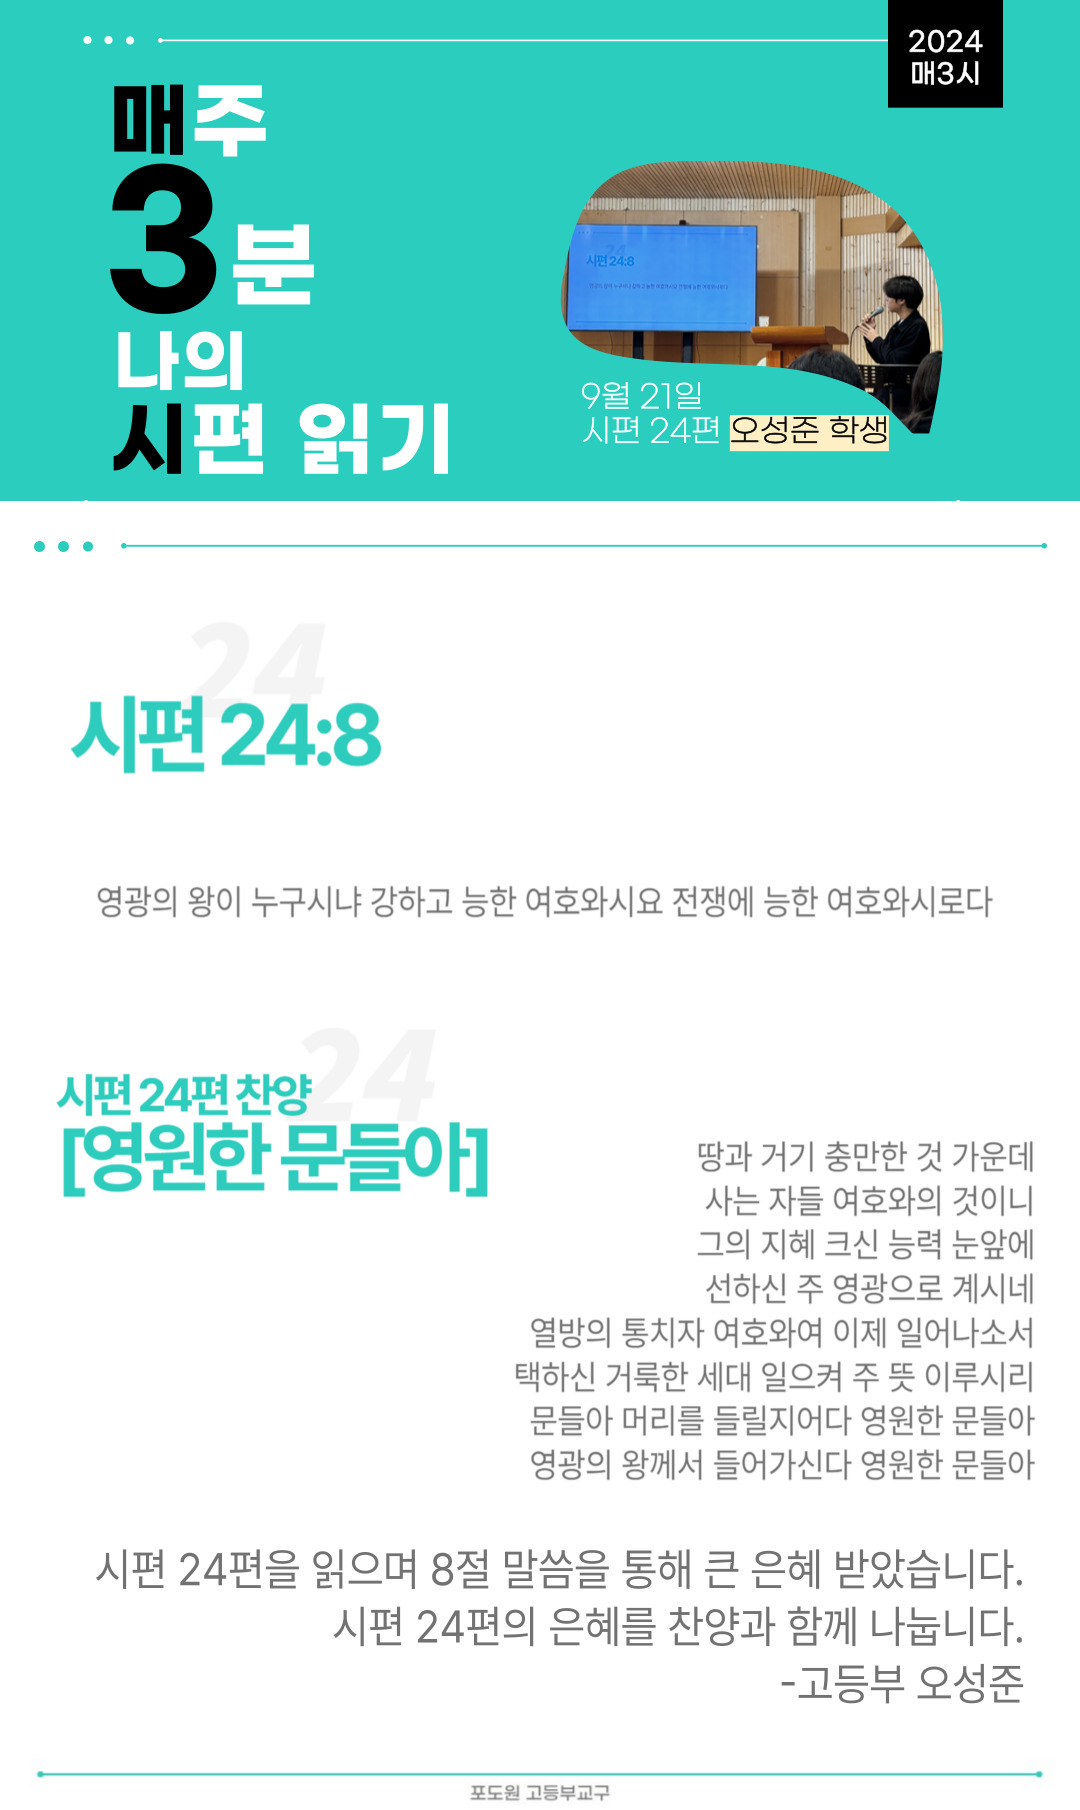 2024
매3시
매주
3분
나의
시편 읽기
시편 24:8
9월 21일
시편 24편 오성준 학생
24
시편 24:8
영광의 왕이 누구시냐 강하고 능한 여호와시요 전쟁에 능한 여호와시로다
24
시편 24편 찬양
[영원한 문들아]
땅과 거기 충만한 것 가운데
사는 자들 여호와의 것이니
그의 지혜 크신 능력 눈앞에
선하신 주 영광으로 계시네
열방의 통치자 여호와여 이제 일어나소서
택하신 거룩한 세대 일으켜 주 뜻 이루시리
문들아 머리를 들릴지어다 영원한 문들아
영광의 왕께서 들어가신다 영원한 문들아
시편 24편을 읽으며 8절 말씀을 통해 큰 은혜 받았습니다.
시편 24편의 은혜를 찬양과 함께 나눕니다.
-고등부 오성준
포도원 고등부교구